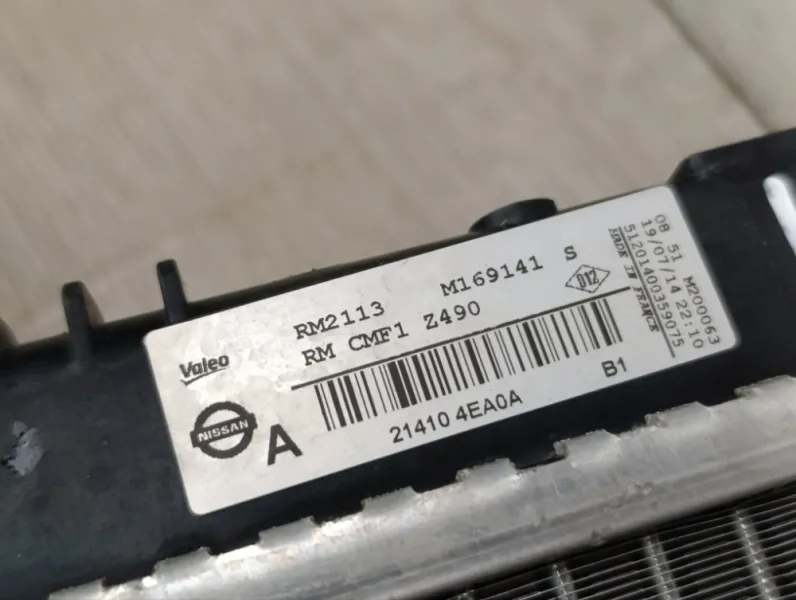 RM2113 M169141 S
RM CMF1 Z490 D12
Valeo
NISSAN
A
21410 4EA0A B1
08 51 M200063
19/07/14 22:10
51201400359075
MADE IN FRANCE